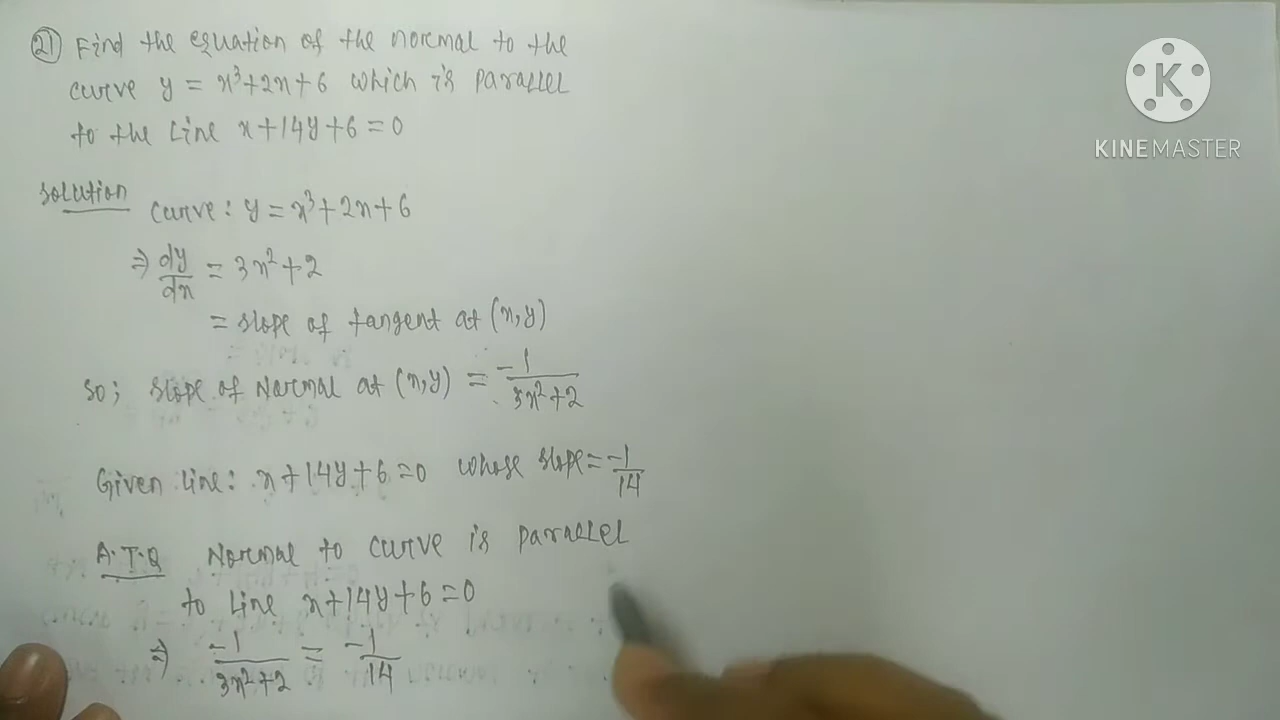 21) Find the equation of the normal to the
curve y = x³+2x+6 which is parallel
to the line x+14y+6=0
Solution
curve: y = x³+2x+6
⇒ dy/dx = 3x²+2
= slope of tangent at (x,y)
so; slope of Normal at (x,y) = -1/3x²+2
Given line: x+14y+6=0 whose slope = -1/14
A.T.Q Normal to curve is parallel
to line x+14y+6=0
⇒ -1/3x²+2 = -1/14
K
KINEMASTER